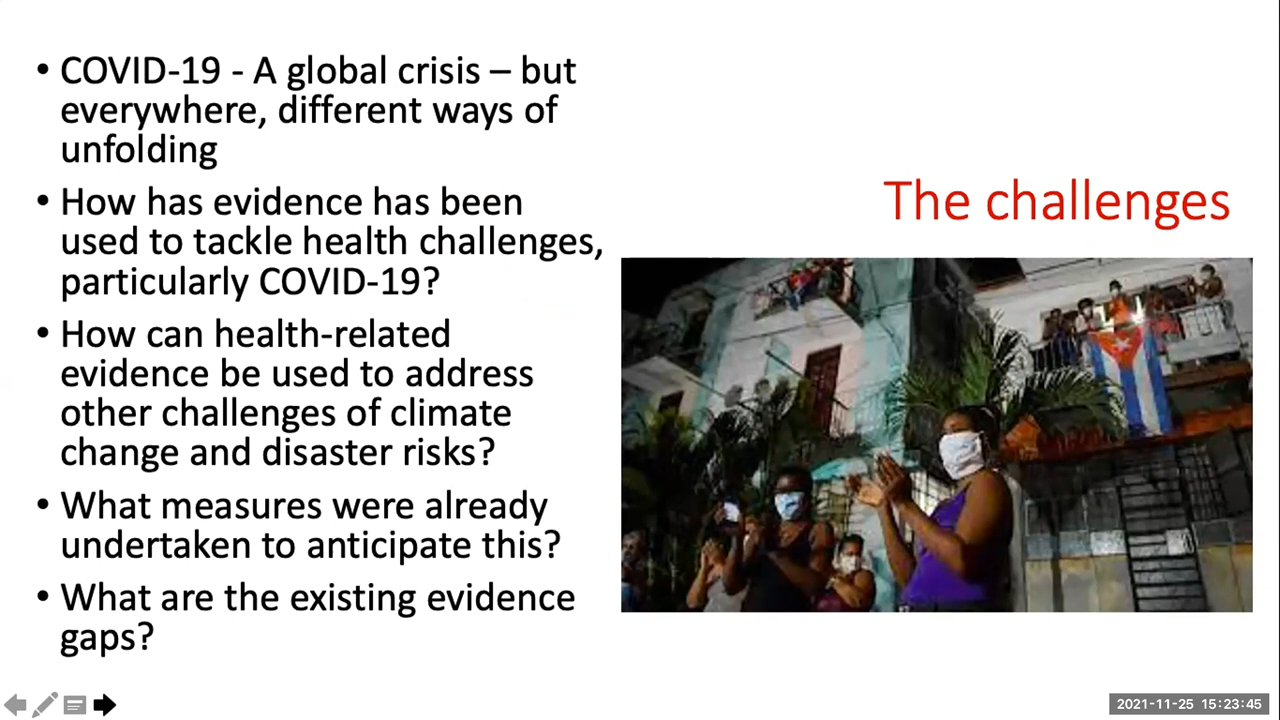 • COVID-19 - A global crisis – but
everywhere, different ways of
unfolding
• How has evidence has been
used to tackle health challenges,
particularly COVID-19?
• How can health-related
evidence be used to address
other challenges of climate
change and disaster risks?
• What measures were already
undertaken to anticipate this?
• What are the existing evidence
gaps?
The challenges
2021-11-25 15:23:45